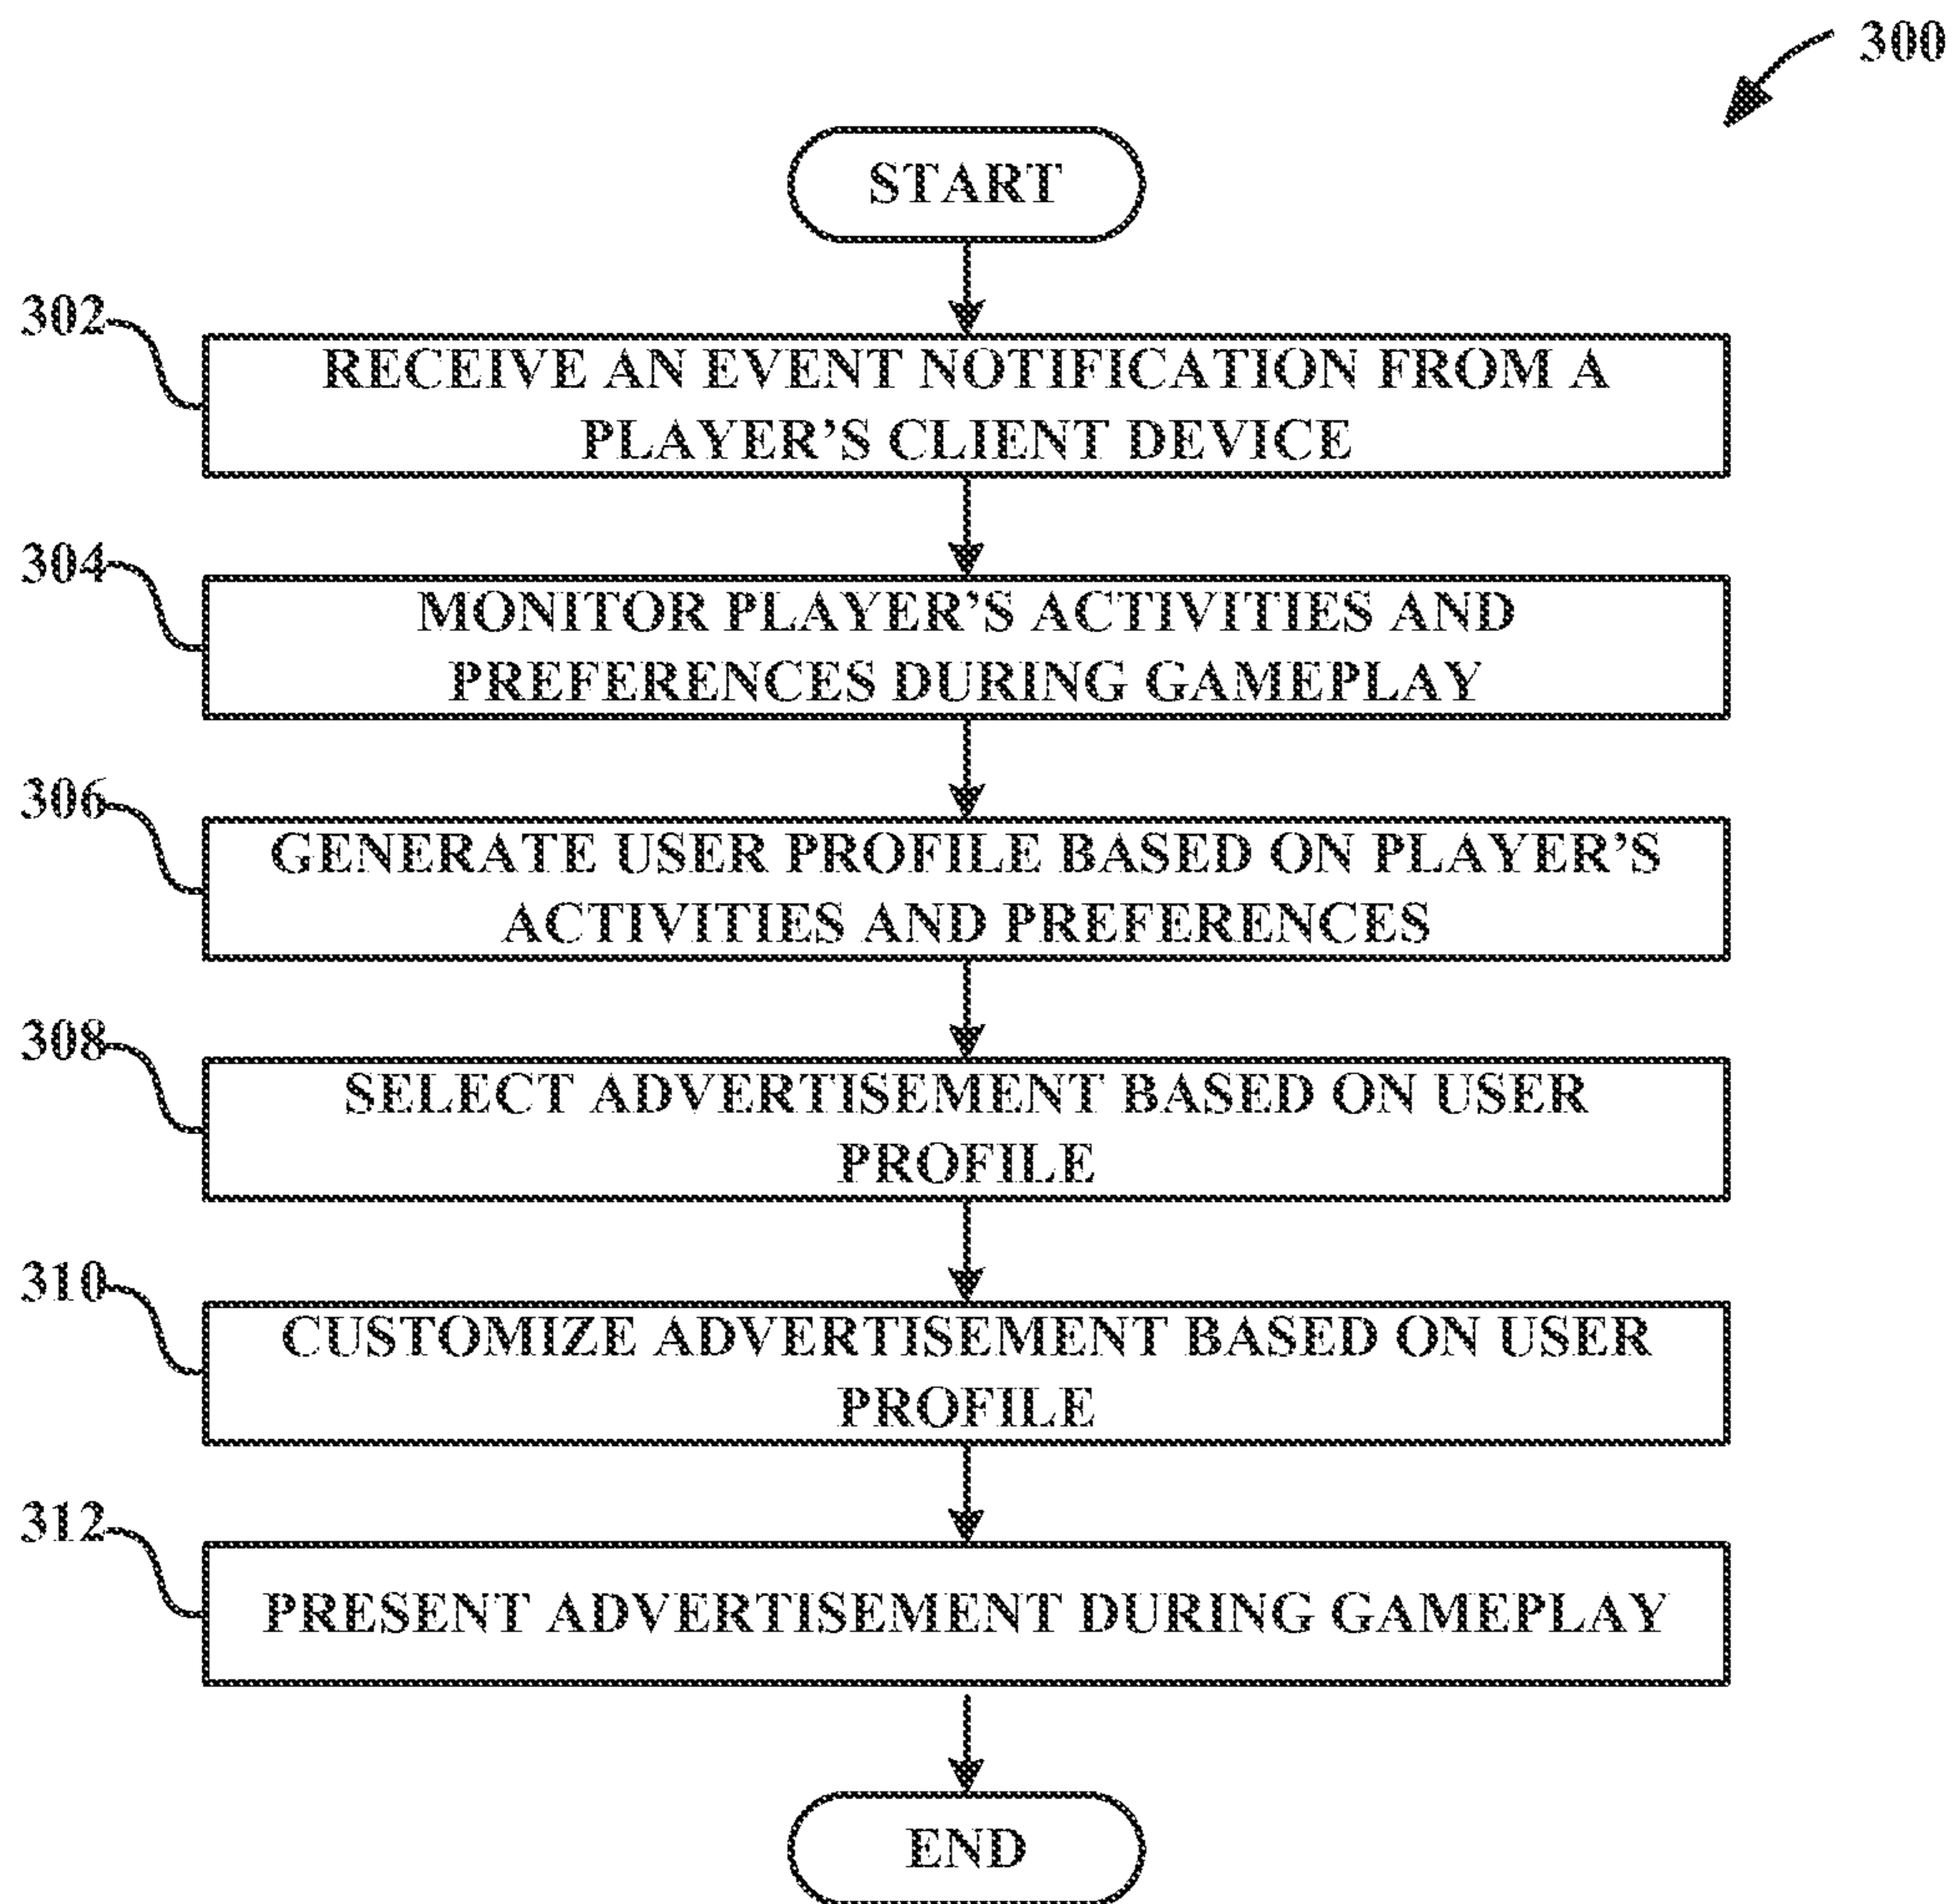 300
START
302
RECEIVE AN EVENT NOTIFICATION FROM A
PLAYER’S CLIENT DEVICE
304
MONITOR PLAYER’S ACTIVITIES AND
PREFERENCES DURING GAMEPLAY
306
GENERATE USER PROFILE BASED ON PLAYER’S
ACTIVITIES AND PREFERENCES
308
SELECT ADVERTISEMENT BASED ON USER
PROFILE
310
CUSTOMIZE ADVERTISEMENT BASED ON USER
PROFILE
312
PRESENT ADVERTISEMENT DURING GAMEPLAY
END